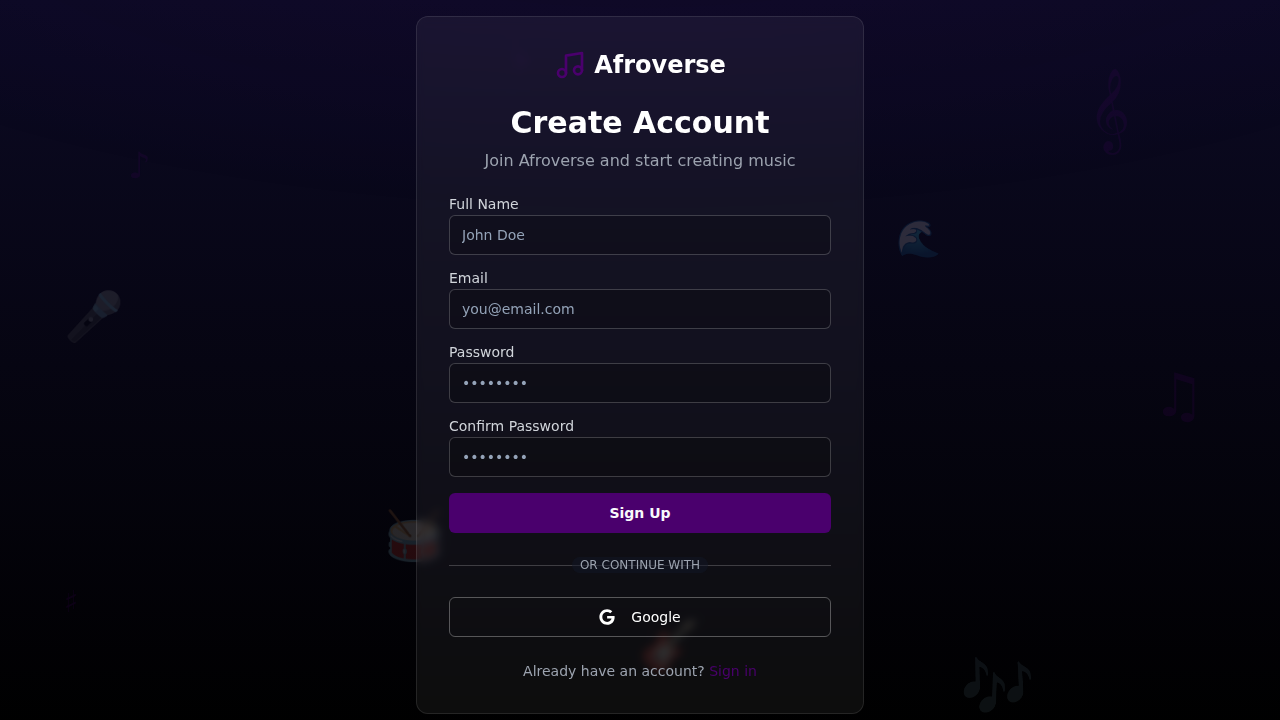 Afroverse
Create Account
Join Afroverse and start creating music
Full Name
John Doe
Email
you@email.com
Password
••••••••
Confirm Password
••••••••
Sign Up
OR CONTINUE WITH
Google
Already have an account? Sign in